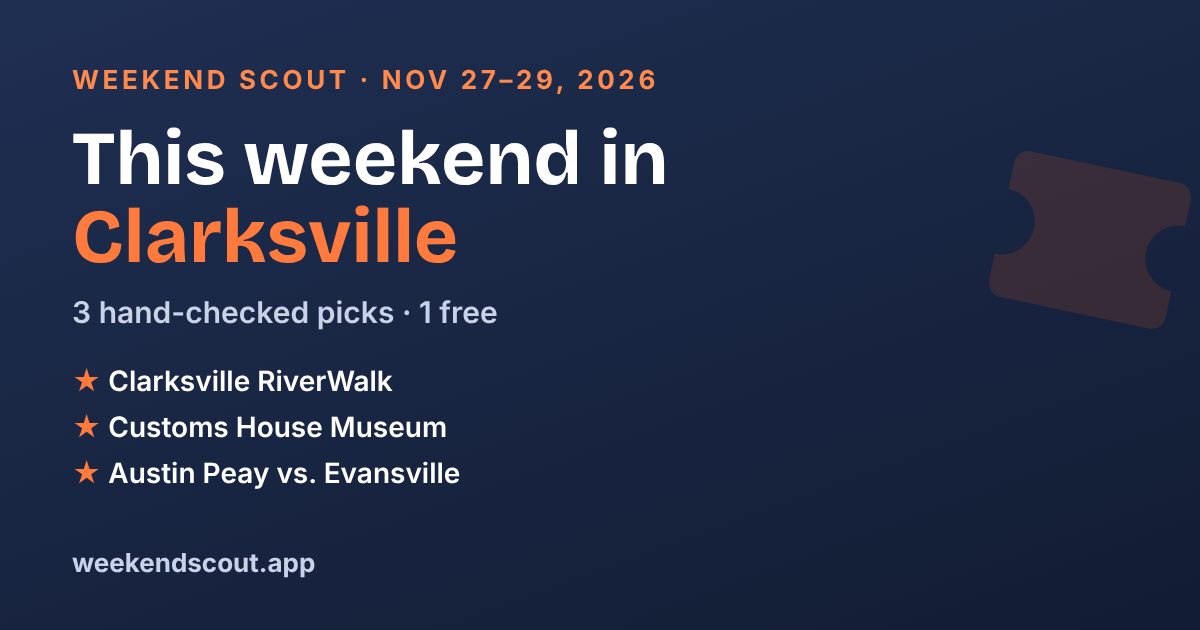 WEEKEND SCOUT · NOV 27–29, 2026
This weekend in
Clarksville
3 hand-checked picks · 1 free
★ Clarksville RiverWalk
★ Customs House Museum
★ Austin Peay vs. Evansville
weekendscout.app